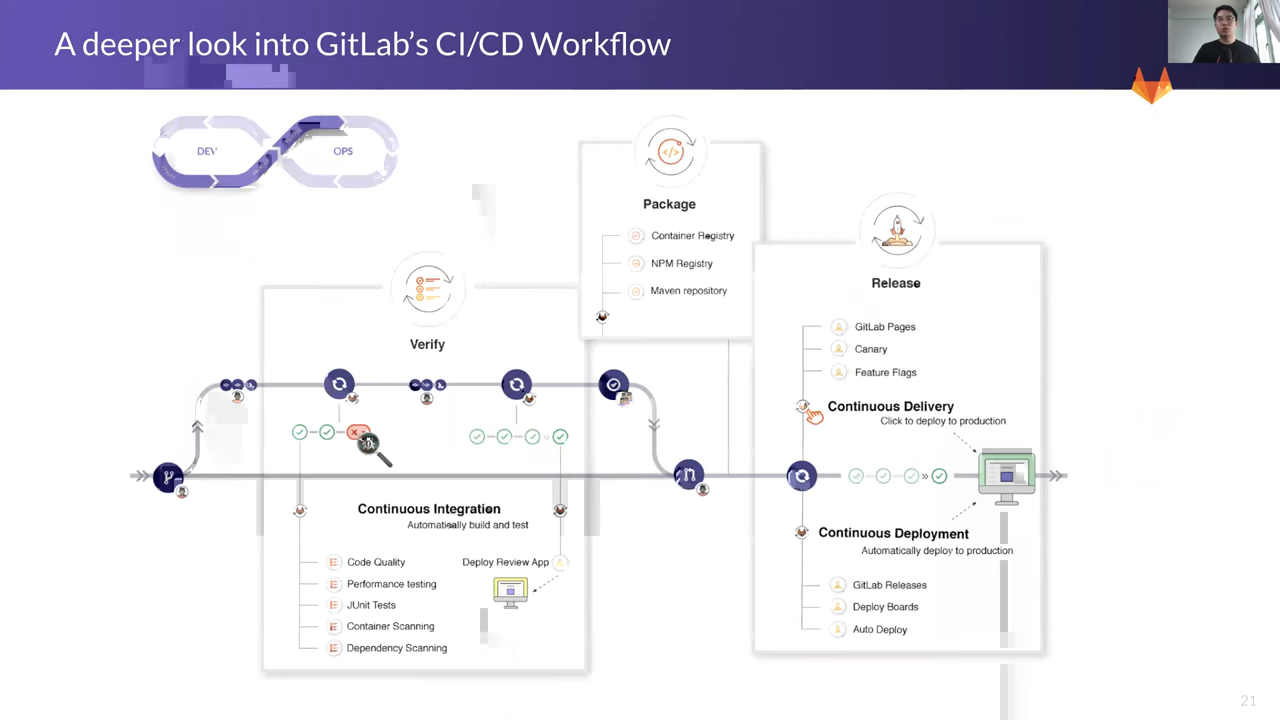 A deeper look into GitLab's CI/CD Workflow
DEV
OPS
Package
Container Registry
NPM Registry
Maven repository
Verify
Release
GitLab Pages
Canary
Feature Flags
Continuous Delivery
Click to deploy to production
Continuous Integration
Automatically build and test
Code Quality
Performance testing
JUnit Tests
Container Scanning
Dependency Scanning
Deploy Review App
Continuous Deployment
Automatically deploy to production
GitLab Releases
Deploy Boards
Auto Deploy
21